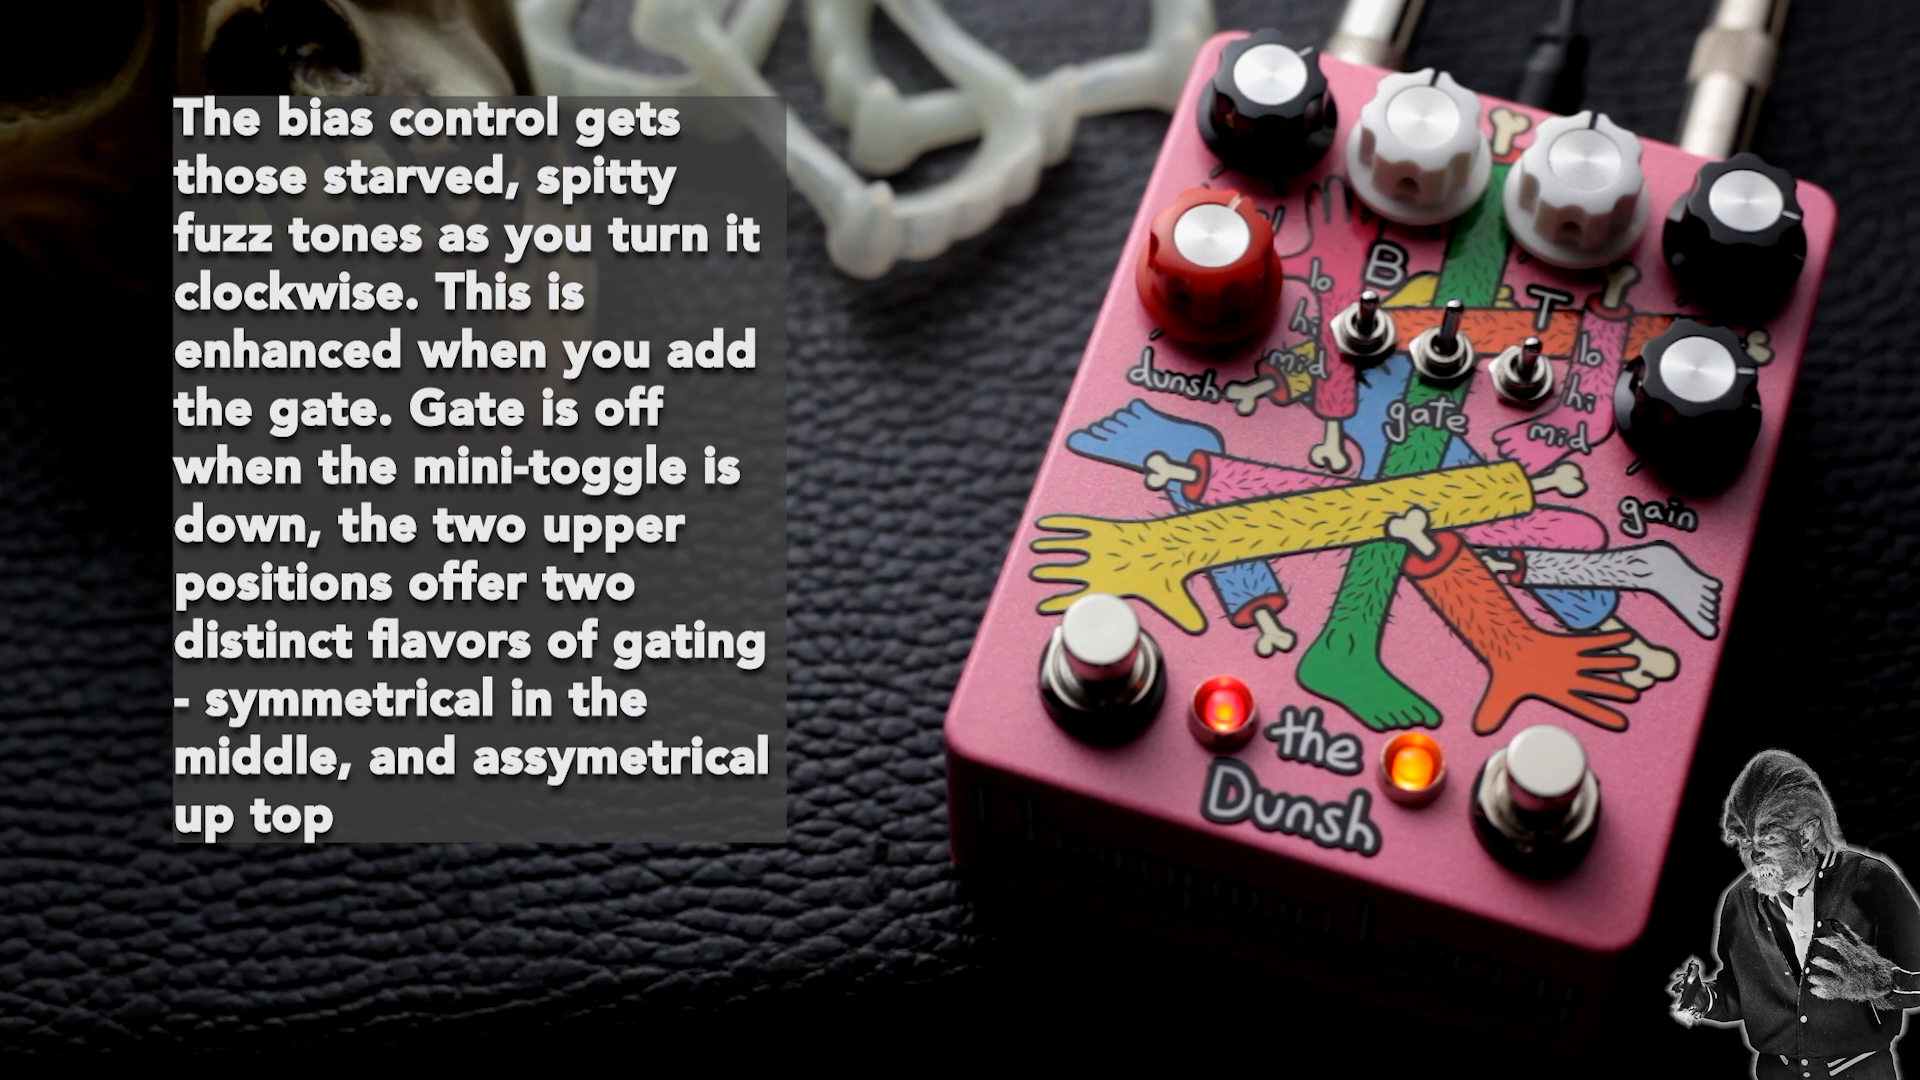 The bias control gets
those starved, spitty
fuzz tones as you turn it
clockwise. This is
enhanced when you add
the gate. Gate is off
when the mini-toggle is
down, the two upper
positions offer two
distinct flavors of gating
- symmetrical in the
middle, and assymetrical
up top
B
lo
hi
mid
T
lo
hi
mid
dunsh
gate
gain
the
Dunsh